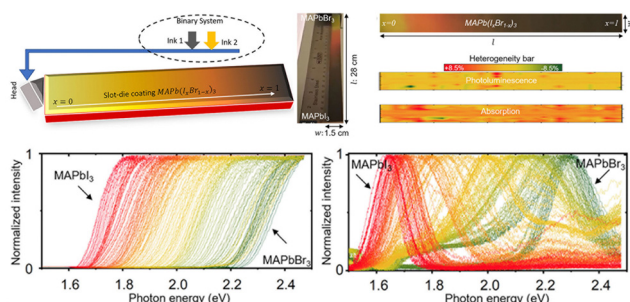 Binary System
Ink 1
Ink 2
Head
Slot-die coating MAPb(IxBr1−x)3
x = 0
x = 1
MAPbBr3
MAPbI3
l: 28 cm
w: 1.5 cm
x=0
MAPb(IxBr1-x)3
x=1
l
Heterogeneity bar
+8.5%
-8.5%
Photoluminescence
Absorption
Normalized intensity
1
0
MAPbI3
MAPbBr3
1.6
1.8
2.0
2.2
2.4
Photon energy (eV)
Normalized intensity
1
0
MAPbI3
MAPbBr3
1.6
1.8
2.0
2.2
2.4
Photon energy (eV)